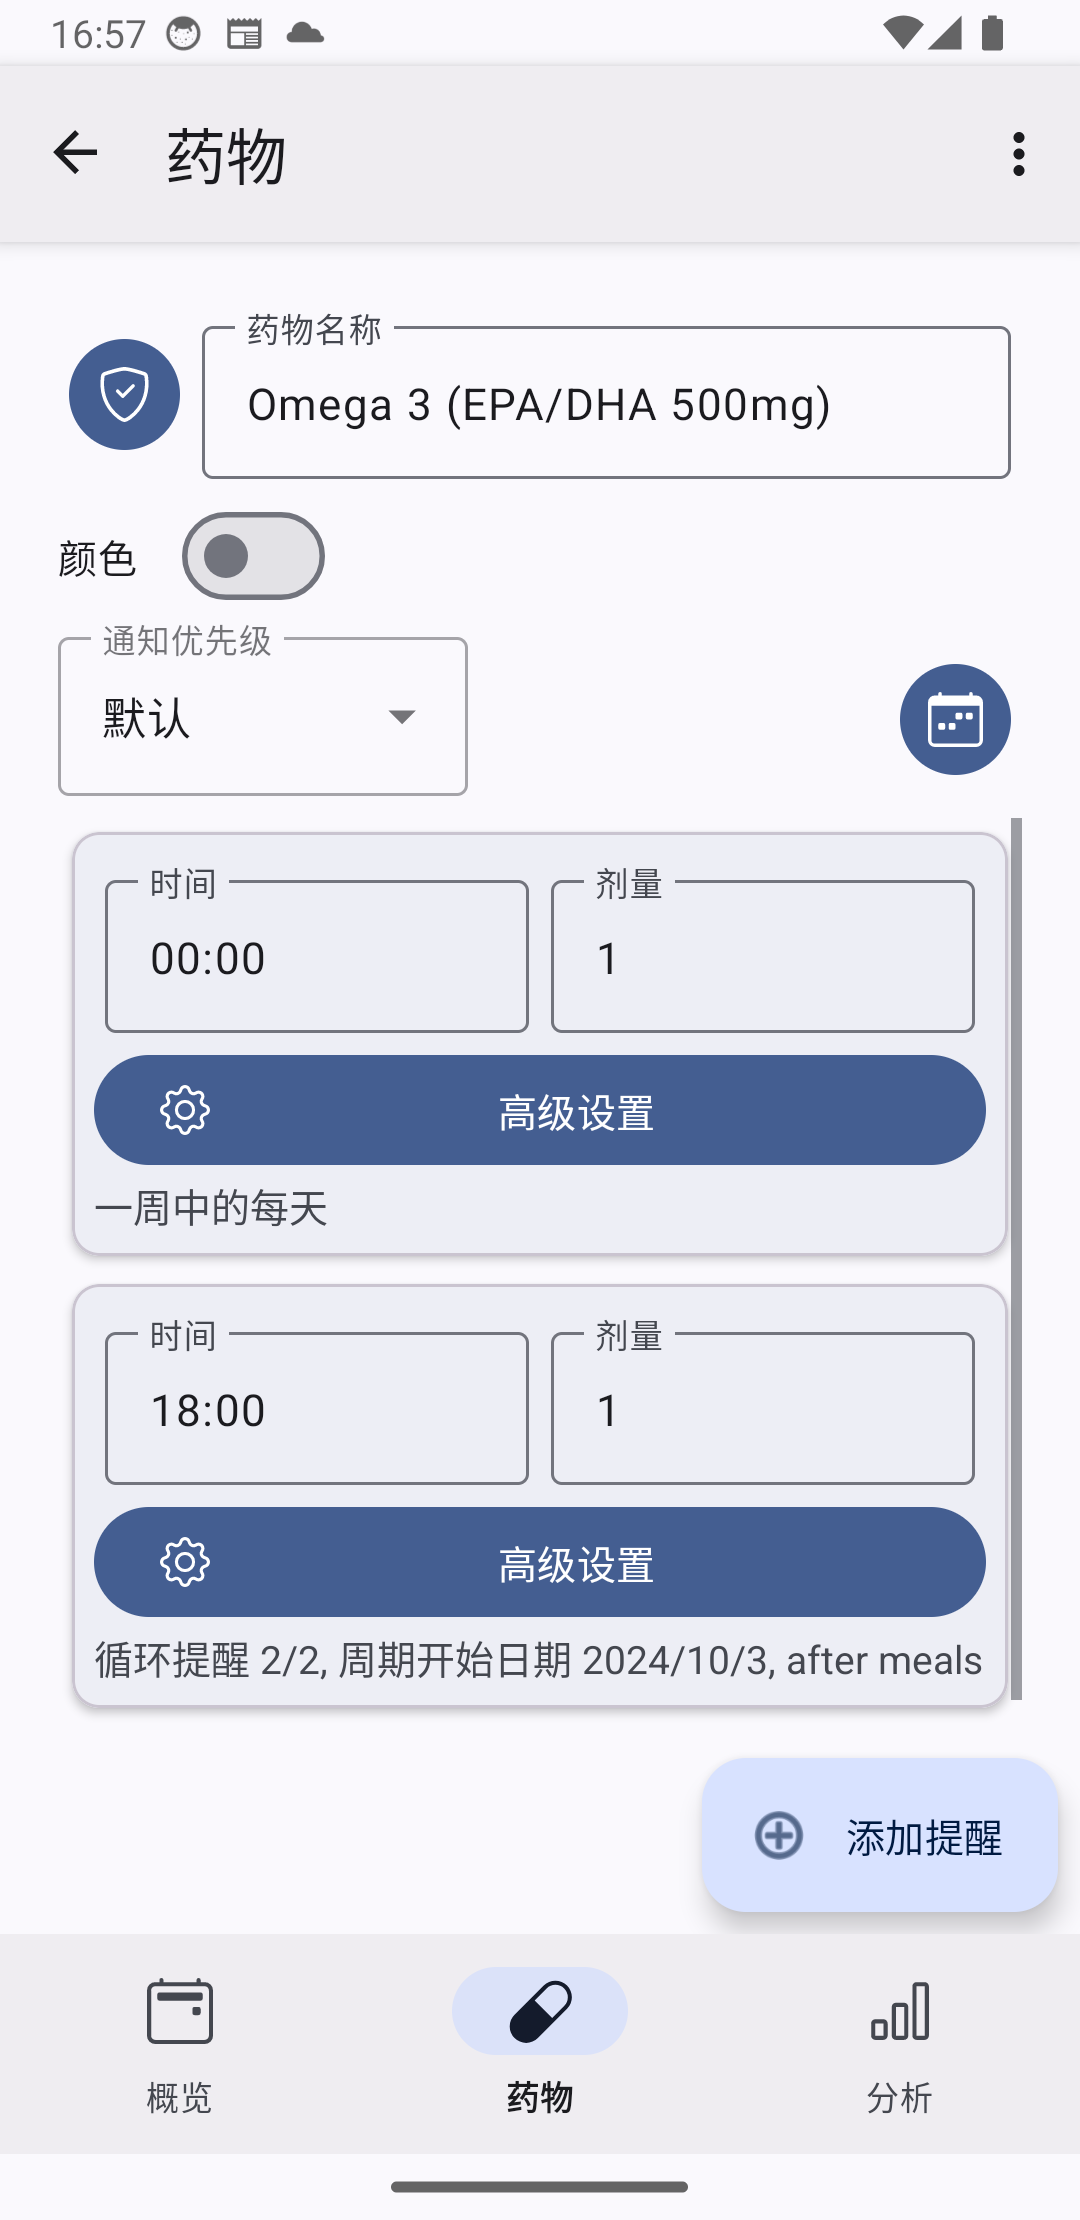 16:57
药物
药物名称
Omega 3 (EPA/DHA 500mg)
颜色
通知优先级
默认
时间
00:00
剂量
1
高级设置
一周中的每天
时间
18:00
剂量
1
高级设置
循环提醒 2/2, 周期开始日期 2024/10/3, after meals
添加提醒
概览
药物
分析